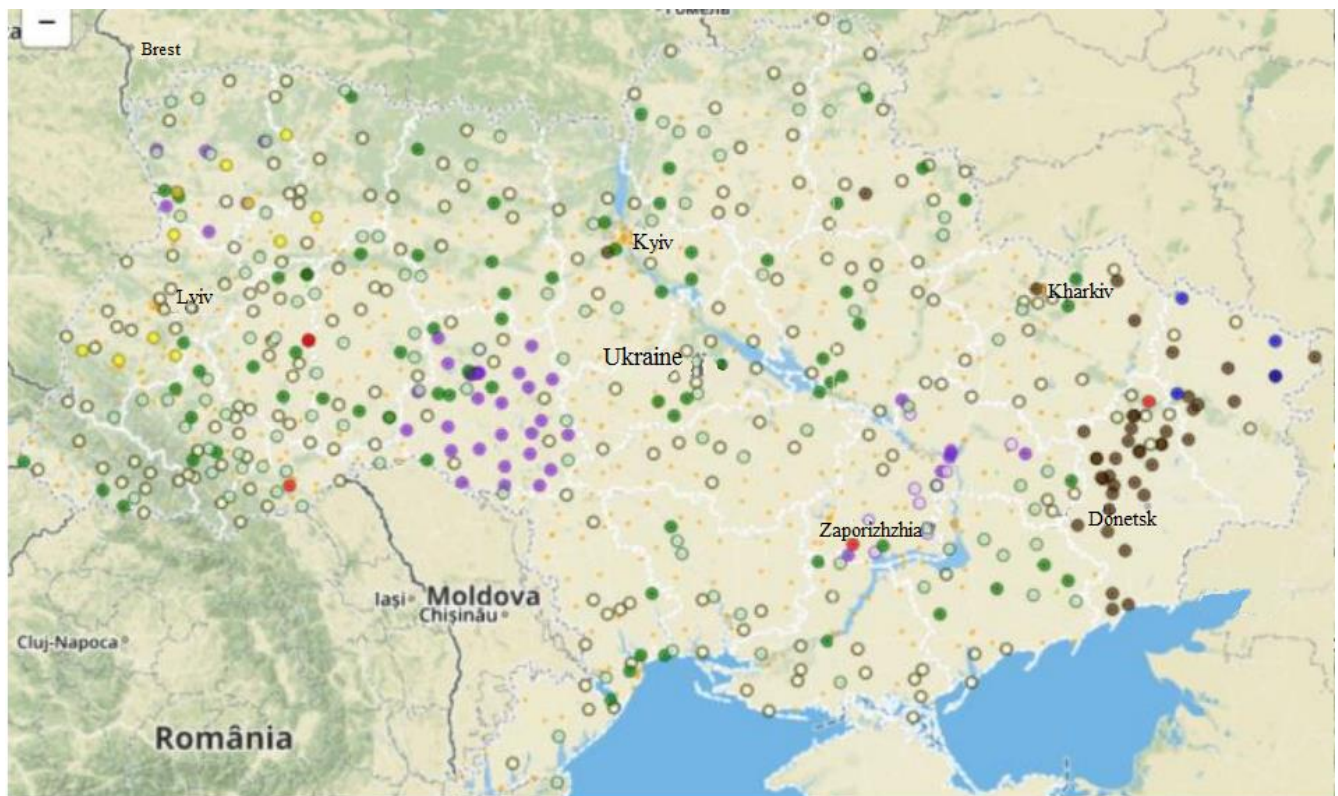 −
Brest
Kyiv
Lviv
Kharkiv
Ukraine
Zaporizhzhia
Donetsk
Iași
Moldova
Chișinău
Cluj-Napoca
România